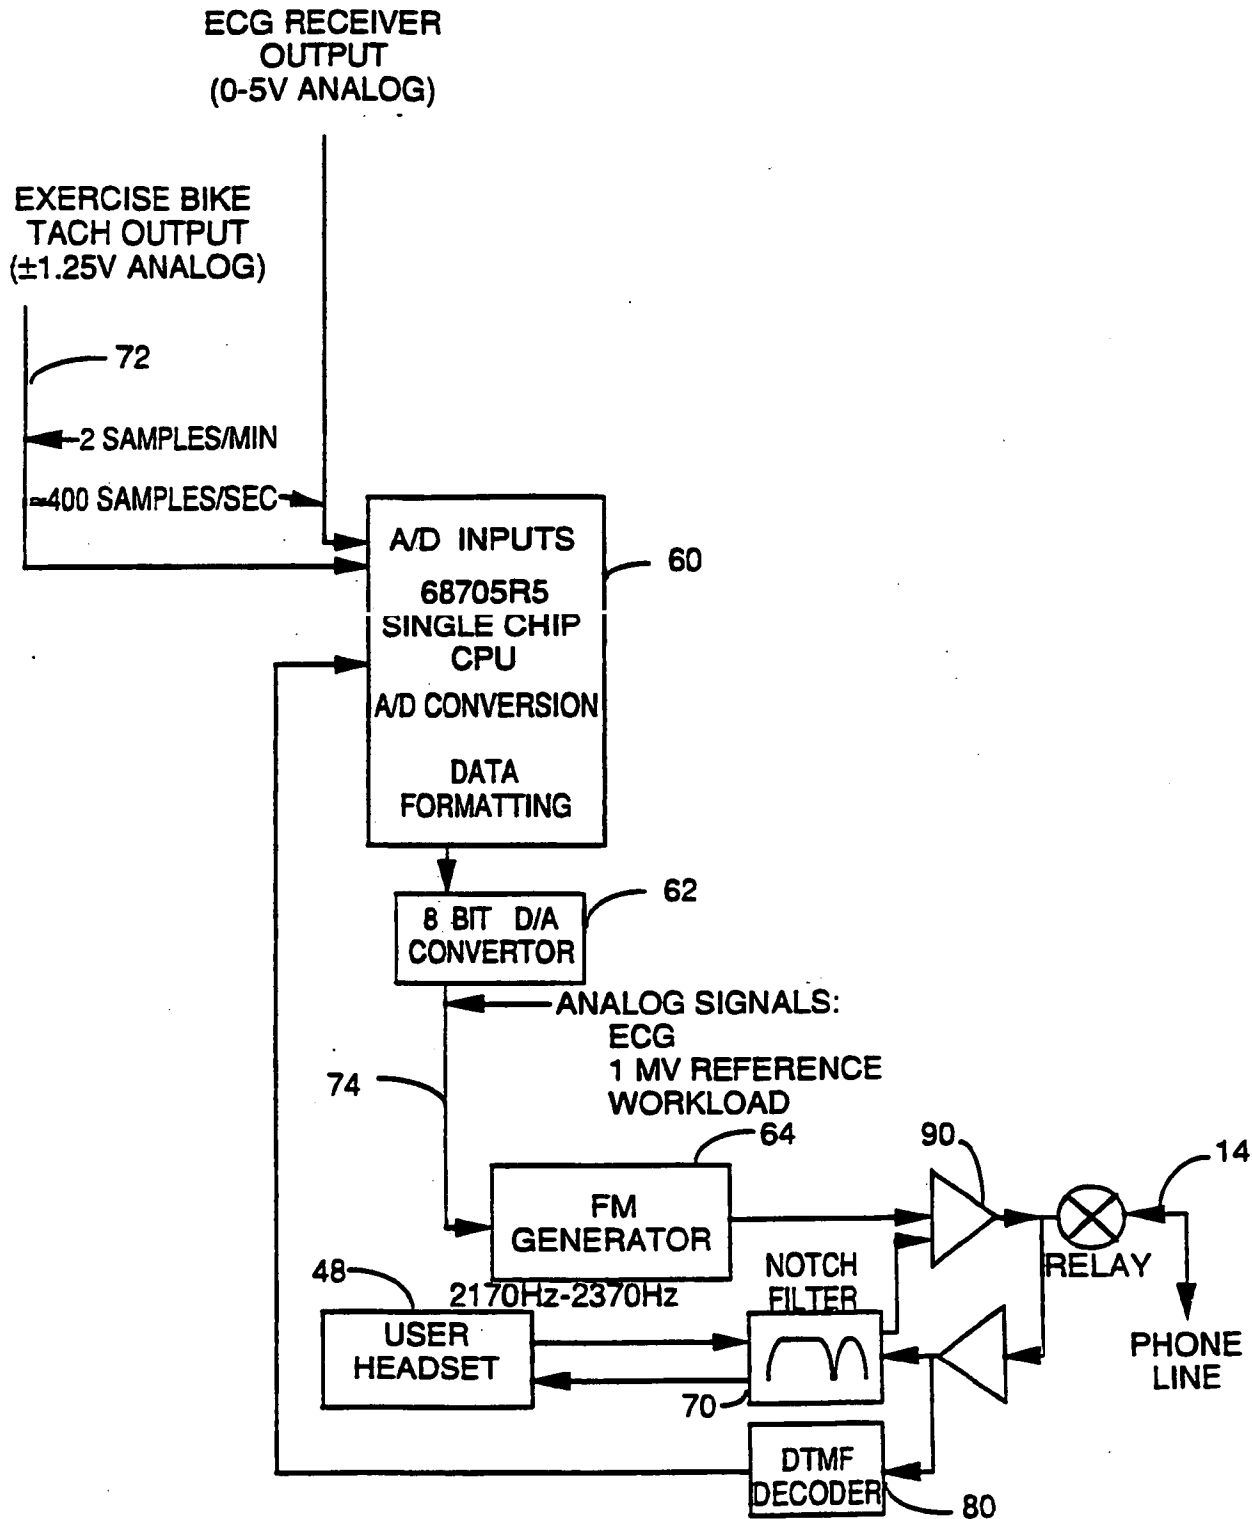 ECG RECEIVER
OUTPUT
(0-5V ANALOG)
EXERCISE BIKE
TACH OUTPUT
(±1.25V ANALOG)
72
2 SAMPLES/MIN
≃400 SAMPLES/SEC
A/D INPUTS
60
68705R5
SINGLE CHIP
CPU
A/D CONVERSION
DATA
FORMATTING
62
8 BIT D/A
CONVERTOR
ANALOG SIGNALS:
ECG
1 MV REFERENCE
WORKLOAD
74
64
90
14
FM
GENERATOR
RELAY
NOTCH
FILTER
48
2170Hz-2370Hz
USER
HEADSET
PHONE
LINE
70
DTMF
DECODER
80